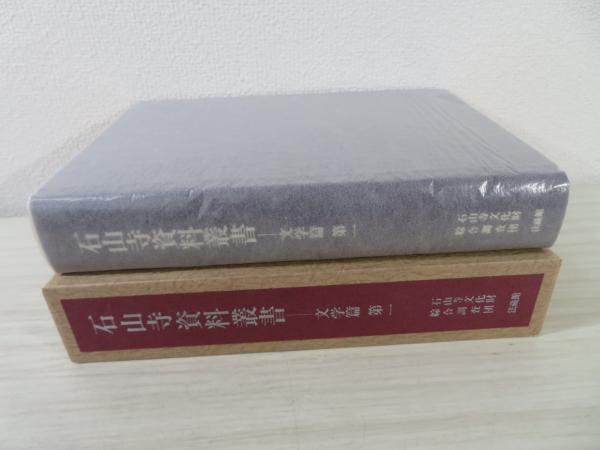 石山寺資料叢書 文学篇 第一
石山寺文化財
綜合調査団
法藏館
石山寺資料叢書 文学篇 第一
石山寺文化財
綜合調査団
法藏館